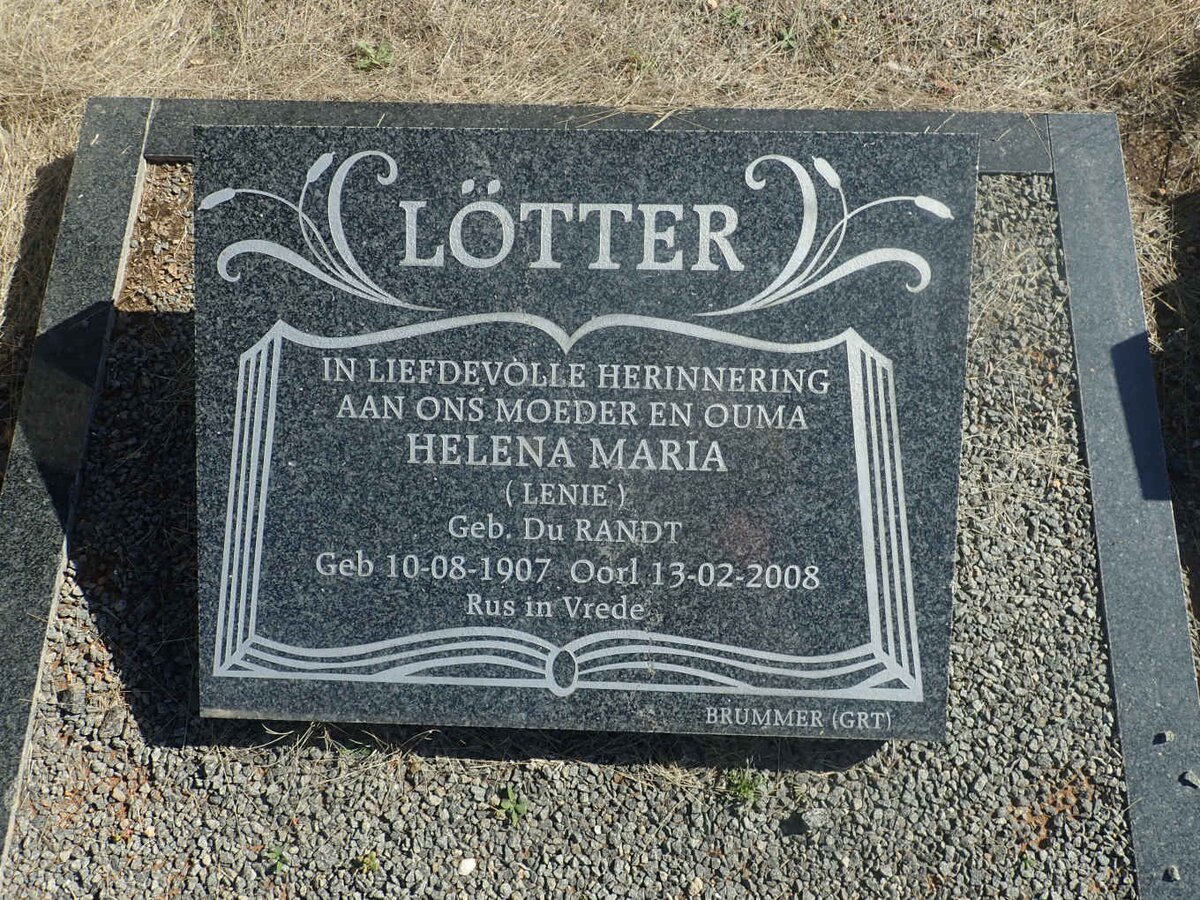 LÖTTER
IN LIEFDEVOLLE HERINNERING
AAN ONS MOEDER EN OUMA
HELENA MARIA
( LENIE )
Geb. Du RANDT
Geb 10-08-1907 Oorl 13-02-2008
Rus in Vrede
BRUMMER (GRT)